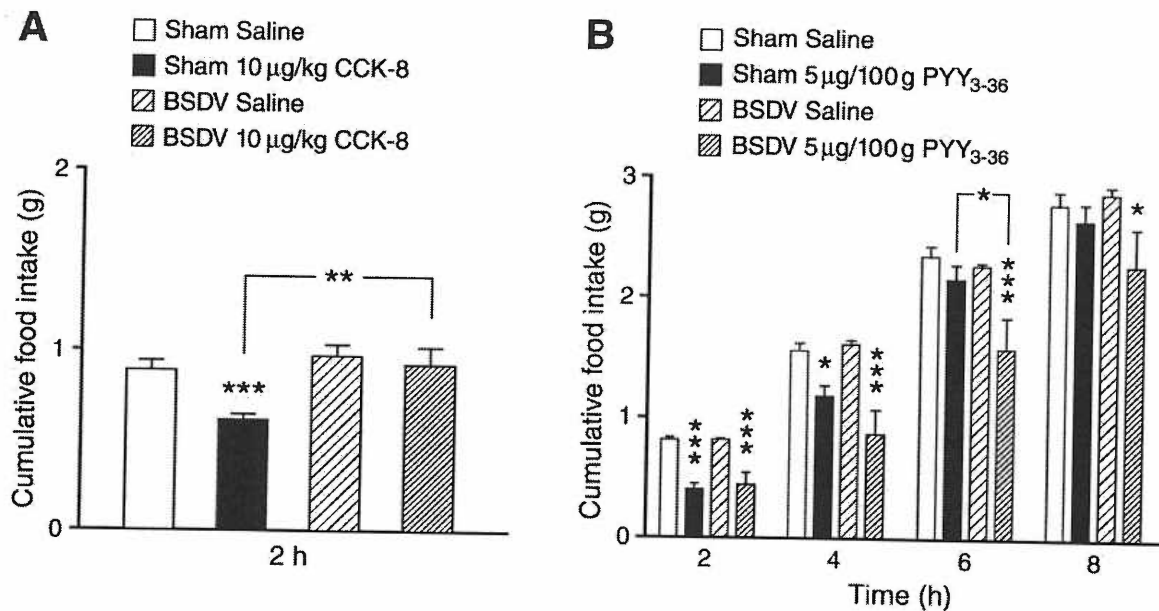 A
Sham Saline
Sham 10 μg/kg CCK-8
BSDV Saline
BSDV 10 μg/kg CCK-8
Cumulative food intake (g)
2
1
0
**
***
2 h
B
Sham Saline
Sham 5 μg/100 g PYY3-36
BSDV Saline
BSDV 5 μg/100 g PYY3-36
Cumulative food intake (g)
3
2
1
0
***
***
*
***
*
***
*
2
4
6
8
Time (h)